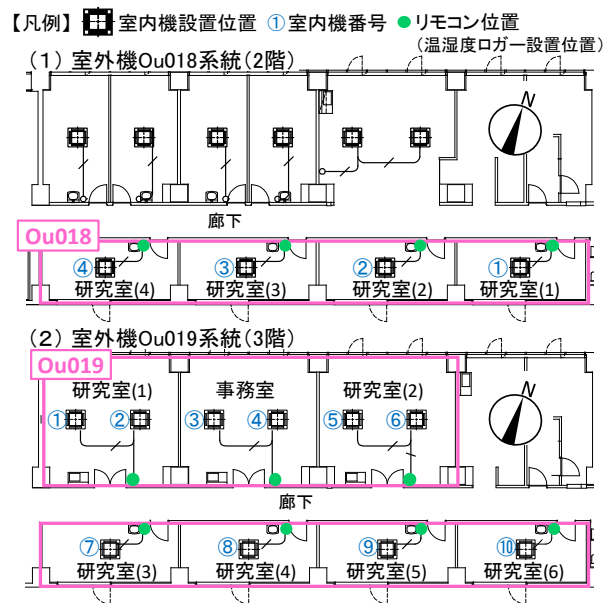 【凡例】 室内機設置位置 ①室内機番号 ●リモコン位置
(温湿度ロガー設置位置)
(1) 室外機Ou018系統(2階)
N
廊下
Ou018
④ ③ ② ①
研究室(4) 研究室(3) 研究室(2) 研究室(1)
(2) 室外機Ou019系統(3階)
Ou019
研究室(1) 事務室 研究室(2)
N
① ② ③ ④ ⑤ ⑥
廊下
⑦ ⑧ ⑨ ⑩
研究室(3) 研究室(4) 研究室(5) 研究室(6)